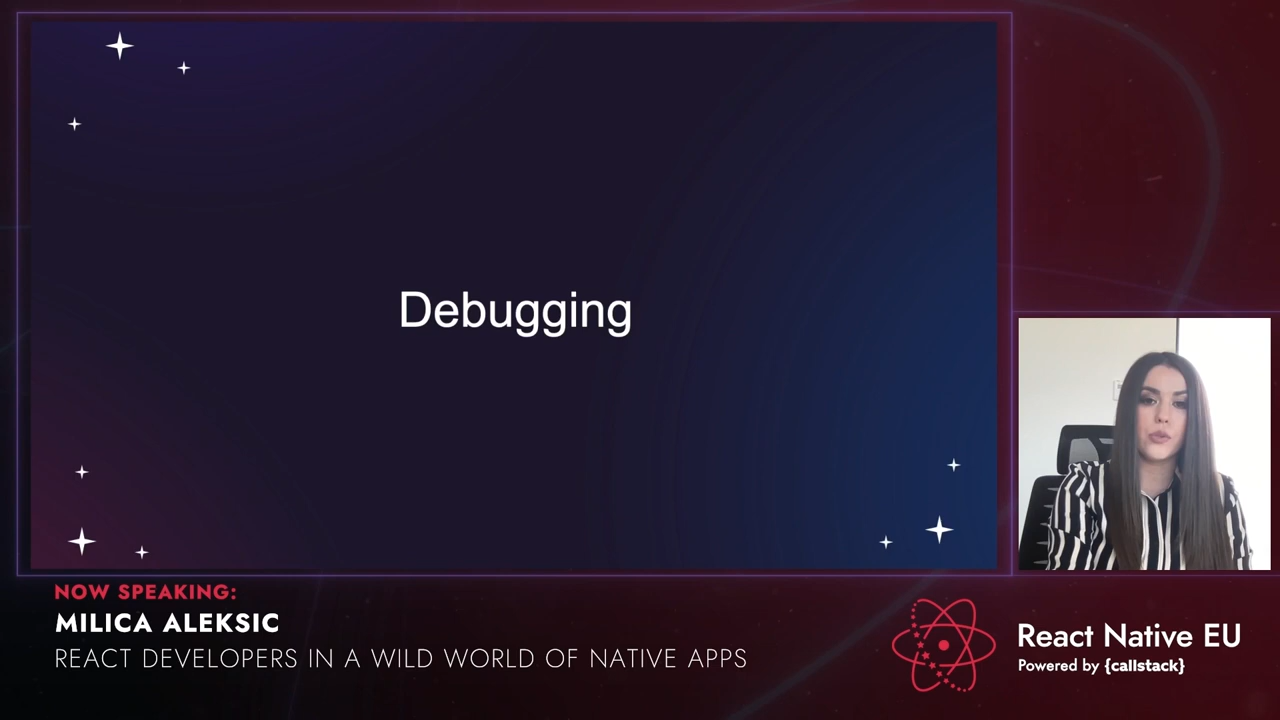 Debugging
NOW SPEAKING:
MILICA ALEKSIC
REACT DEVELOPERS IN A WILD WORLD OF NATIVE APPS
React Native EU
Powered by {callstack}